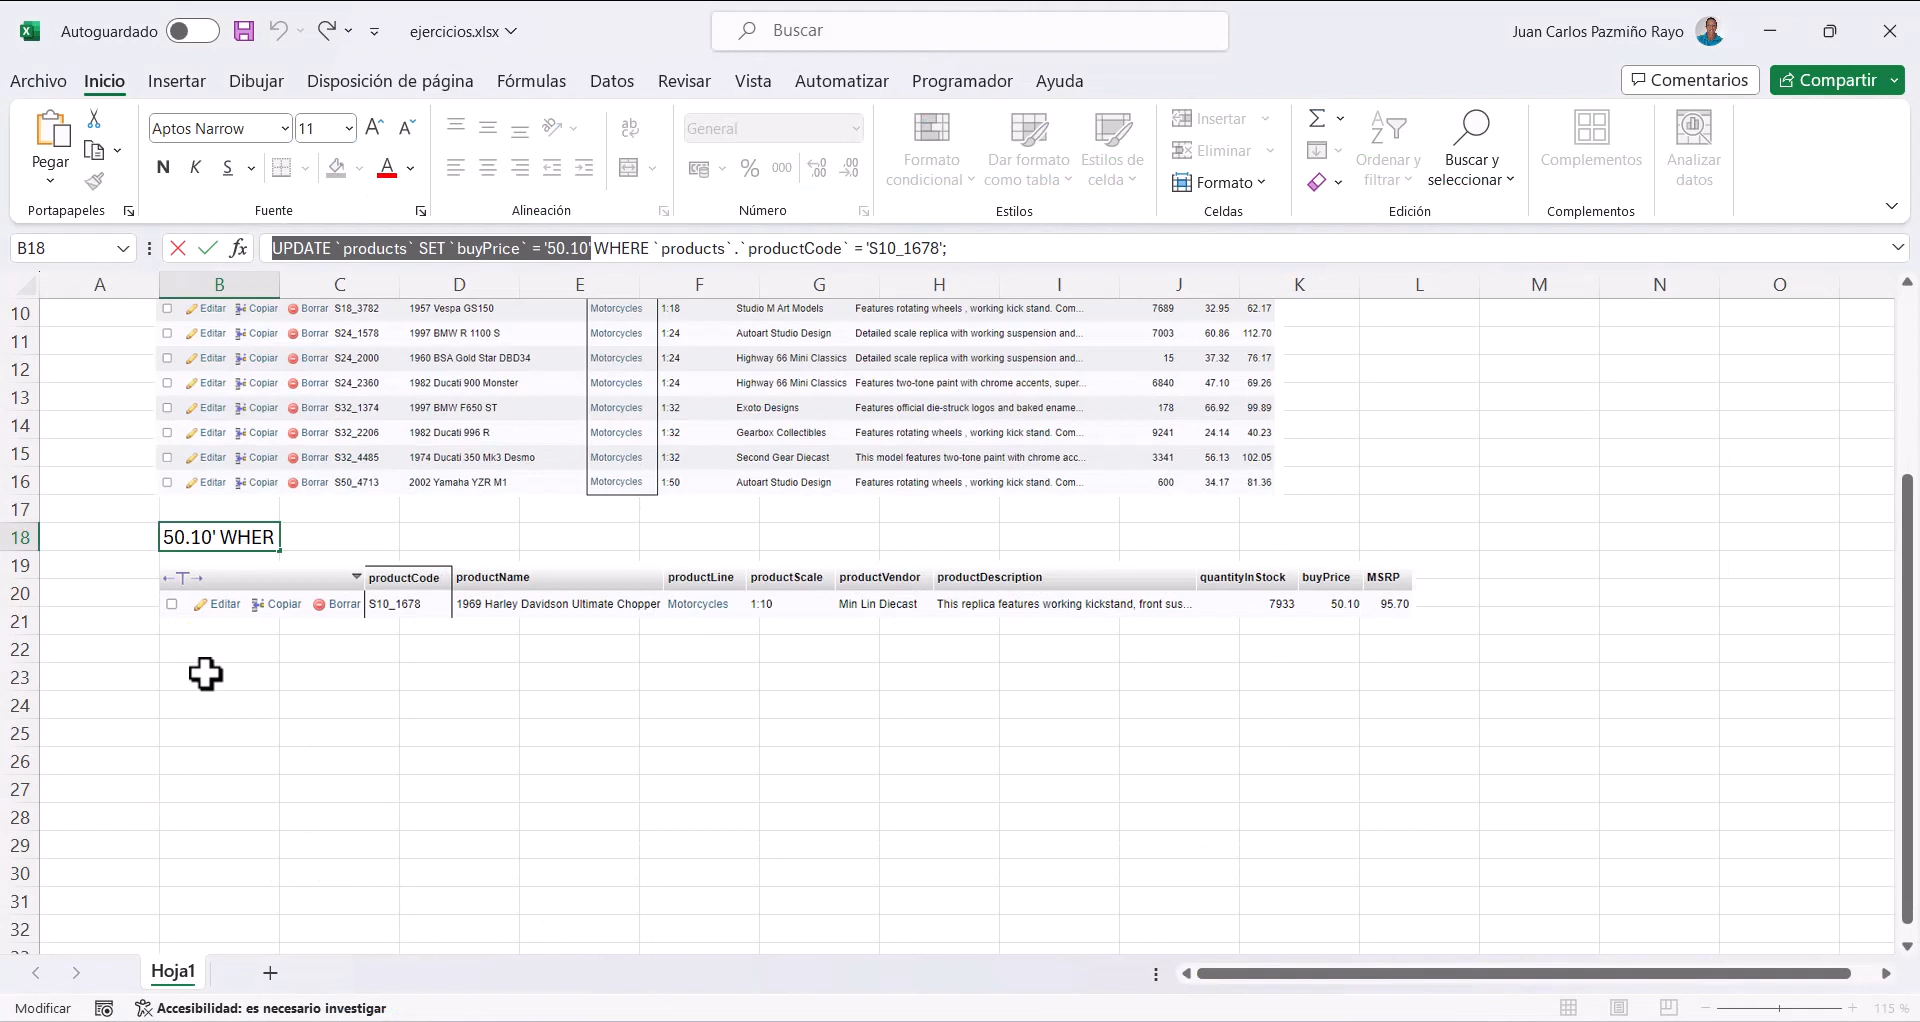 Autoguardado
ejercicios.xlsx
Buscar
Juan Carlos Pazmiño Rayo
Archivo Inicio Insertar Dibujar Disposición de página Fórmulas Datos Revisar Vista Automatizar Programador Ayuda
Comentarios Compartir
Pegar
Portapapeles
Aptos Narrow 11
N K S
Fuente
ab
Alineación
General
% 000
Número
Formato condicional
Dar formato como tabla
Estilos de celda
Estilos
Insertar
Eliminar
Formato
Celdas
Ordenar y filtrar
Buscar y seleccionar
Edición
Complementos
Complementos
Analizar datos
B18 fx UPDATE `products` SET `buyPrice` = '50.10' WHERE `products`.`productCode` = 'S10_1678';
A B C D E F G H I J K L M N O
10 Editar Copiar Borrar S18_3782 1957 Vespa GS150 Motorcycles 1:18 Studio M Art Models Features rotating wheels , working kick stand. Com... 7689 32.95 62.17
11 Editar Copiar Borrar S24_1578 1997 BMW R 1100 S Motorcycles 1:24 Autoart Studio Design Detailed scale replica with working suspension and... 7003 60.86 112.70
12 Editar Copiar Borrar S24_2000 1960 BSA Gold Star DBD34 Motorcycles 1:24 Highway 66 Mini Classics Detailed scale replica with working suspension and... 15 37.32 76.17
13 Editar Copiar Borrar S24_2360 1982 Ducati 900 Monster Motorcycles 1:24 Highway 66 Mini Classics Features two-tone paint with chrome accents, super... 6840 47.10 69.26
14 Editar Copiar Borrar S32_1374 1997 BMW F650 ST Motorcycles 1:32 Exoto Designs Features official die-struck logos and baked ename... 178 66.92 99.89
15 Editar Copiar Borrar S32_2206 1982 Ducati 996 R Motorcycles 1:32 Gearbox Collectibles Features rotating wheels , working kick stand. Com... 9241 24.14 40.23
16 Editar Copiar Borrar S32_4485 1974 Ducati 350 Mk3 Desmo Motorcycles 1:32 Second Gear Diecast This model features two-tone paint with chrome acc... 3341 56.13 102.05
Editar Copiar Borrar S50_4713 2002 Yamaha YZR M1 Motorcycles 1:50 Autoart Studio Design Features rotating wheels , working kick stand. Com... 600 34.17 81.36
17
18 50.10' WHER
19 productCode productName productLine productScale productVendor productDescription quantityInStock buyPrice MSRP
20 Editar Copiar Borrar S10_1678 1969 Harley Davidson Ultimate Chopper Motorcycles 1:10 Min Lin Diecast This replica features working kickstand, front sus... 7933 50.10 95.70
21
22
23
24
25
26
27
28
29
30
31
32
Hoja1
Modificar Accesibilidad: es necesario investigar 115 %